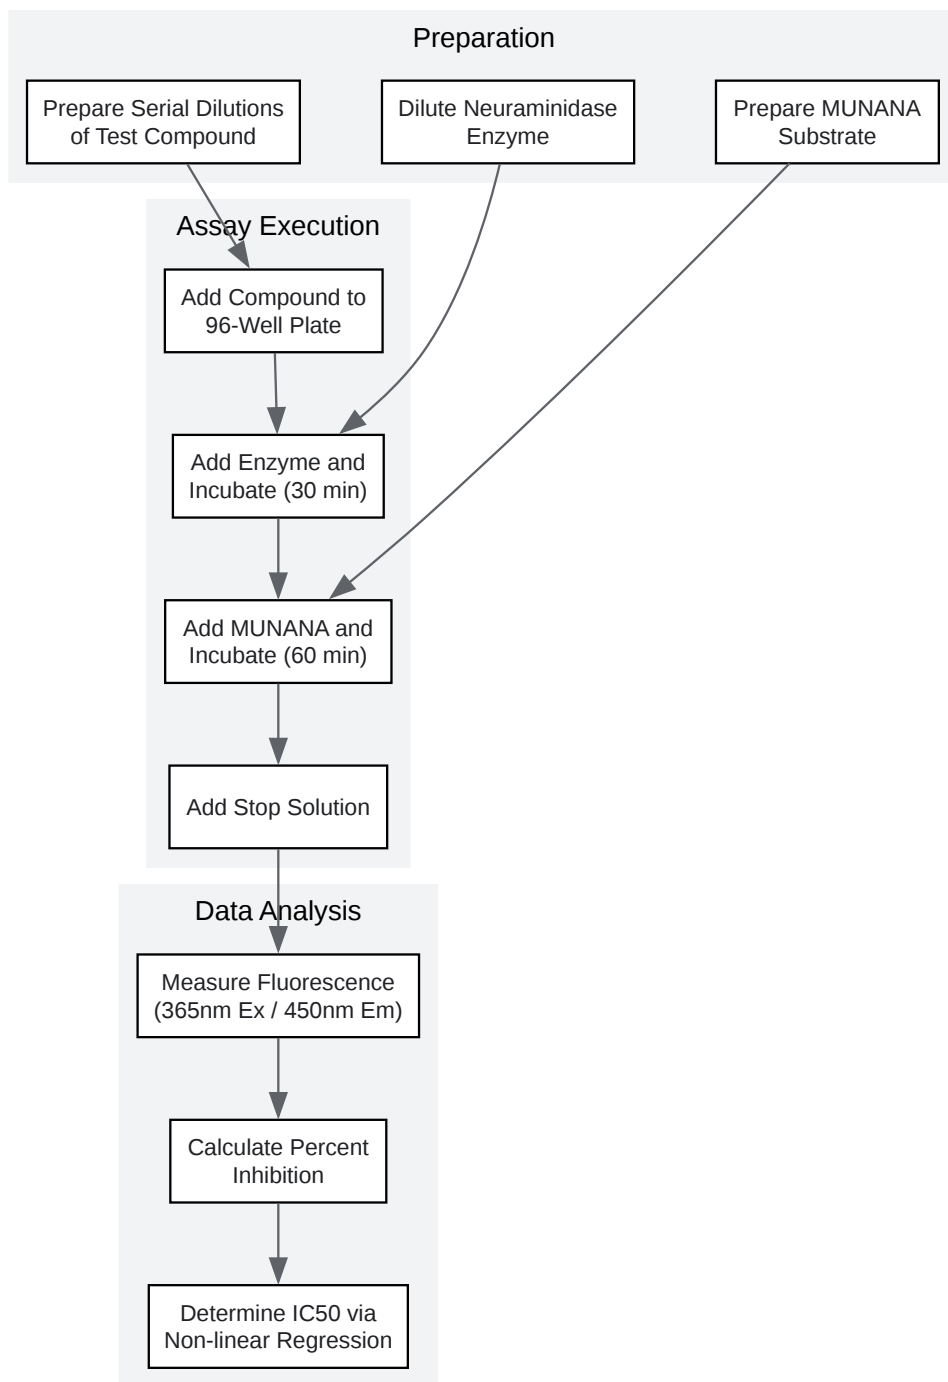 Preparation
Prepare Serial Dilutions
of Test Compound
Dilute Neuraminidase
Enzyme
Prepare MUNANA
Substrate
Assay Execution
Add Compound to
96-Well Plate
Add Enzyme and
Incubate (30 min)
Add MUNANA and
Incubate (60 min)
Add Stop Solution
Data Analysis
Measure Fluorescence
(365nm Ex / 450nm Em)
Calculate Percent
Inhibition
Determine IC50 via
Non-linear Regression